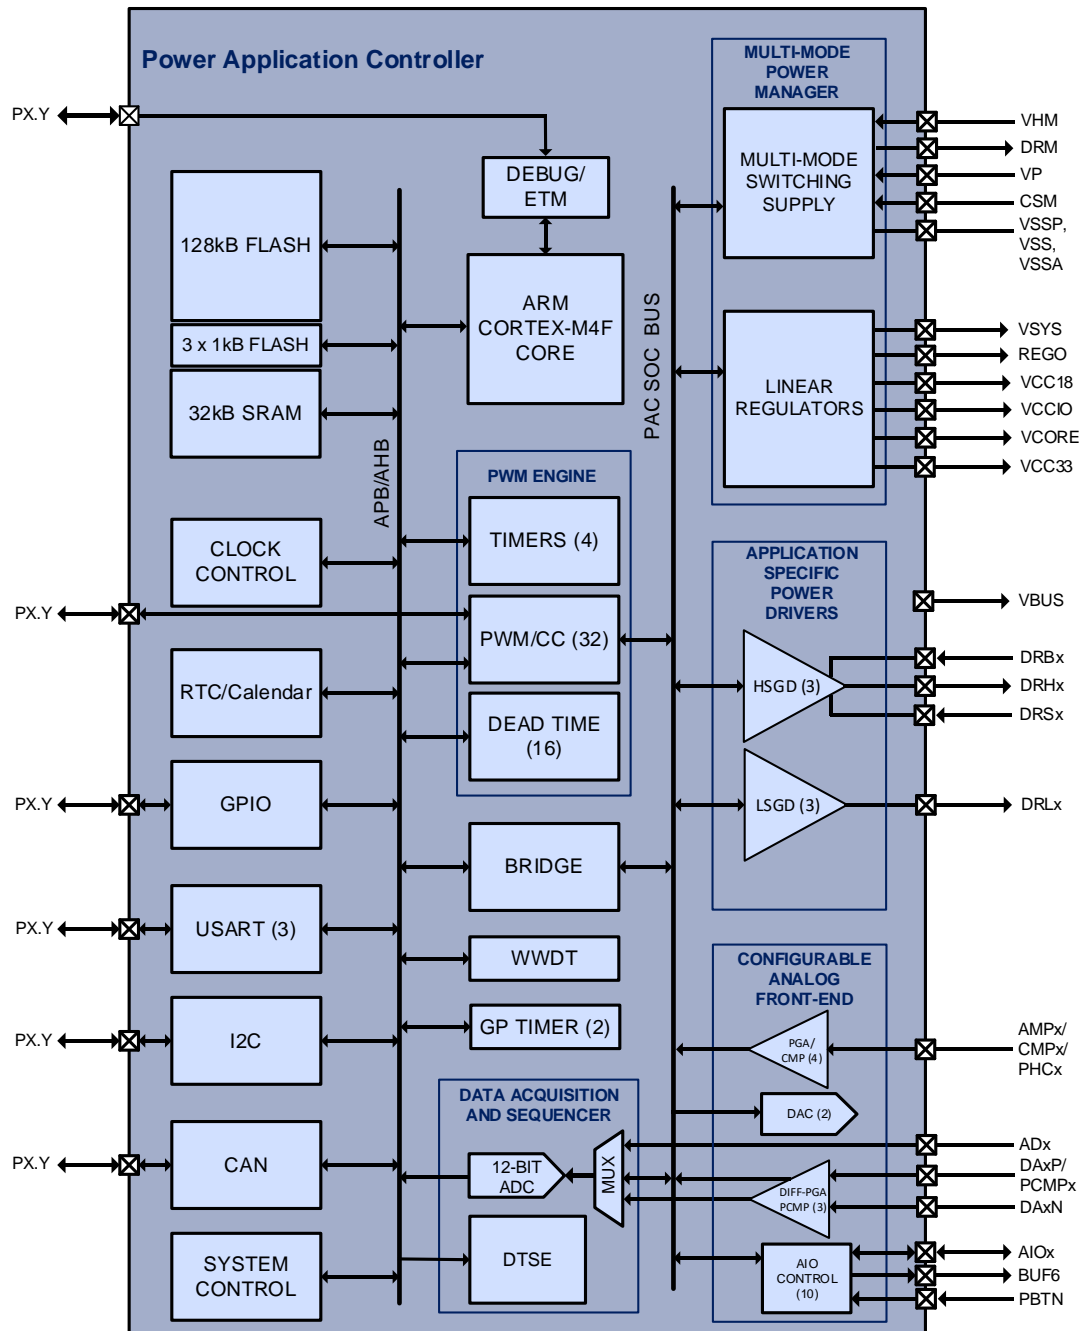 Power Application Controller
PX.Y
DEBUG/
ETM
128kB FLASH
3 x 1kB FLASH
32kB SRAM
ARM
CORTEX-M4F
CORE
APB/AHB
PAC SOC BUS
CLOCK
CONTROL
PX.Y
RTC/Calendar
PX.Y
GPIO
PX.Y
USART (3)
PX.Y
I2C
PX.Y
CAN
SYSTEM
CONTROL
PWM ENGINE
TIMERS (4)
PWM/CC (32)
DEAD TIME
(16)
BRIDGE
WWDT
GP TIMER (2)
DATA ACQUISITION
AND SEQUENCER
12-BIT
ADC
MUX
DTSE
MULTI-MODE
POWER
MANAGER
MULTI-MODE
SWITCHING
SUPPLY
VHM
DRM
VP
CSM
VSSP,
VSS,
VSSA
LINEAR
REGULATORS
VSYS
REGO
VCC18
VCCIO
VCORE
VCC33
APPLICATION
SPECIFIC
POWER
DRIVERS
VBUS
HSGD (3)
DRBx
DRHx
DRSx
LSGD (3)
DRLx
CONFIGURABLE
ANALOG
FRONT-END
PGA/
CMP (4)
AMPx/
CMPx/
PHCx
DAC (2)
ADx
DIFF-PGA
PCMP (3)
DAxP/
PCMPx
DAxN
AIO
CONTROL
(10)
AIOx
BUF6
PBTN